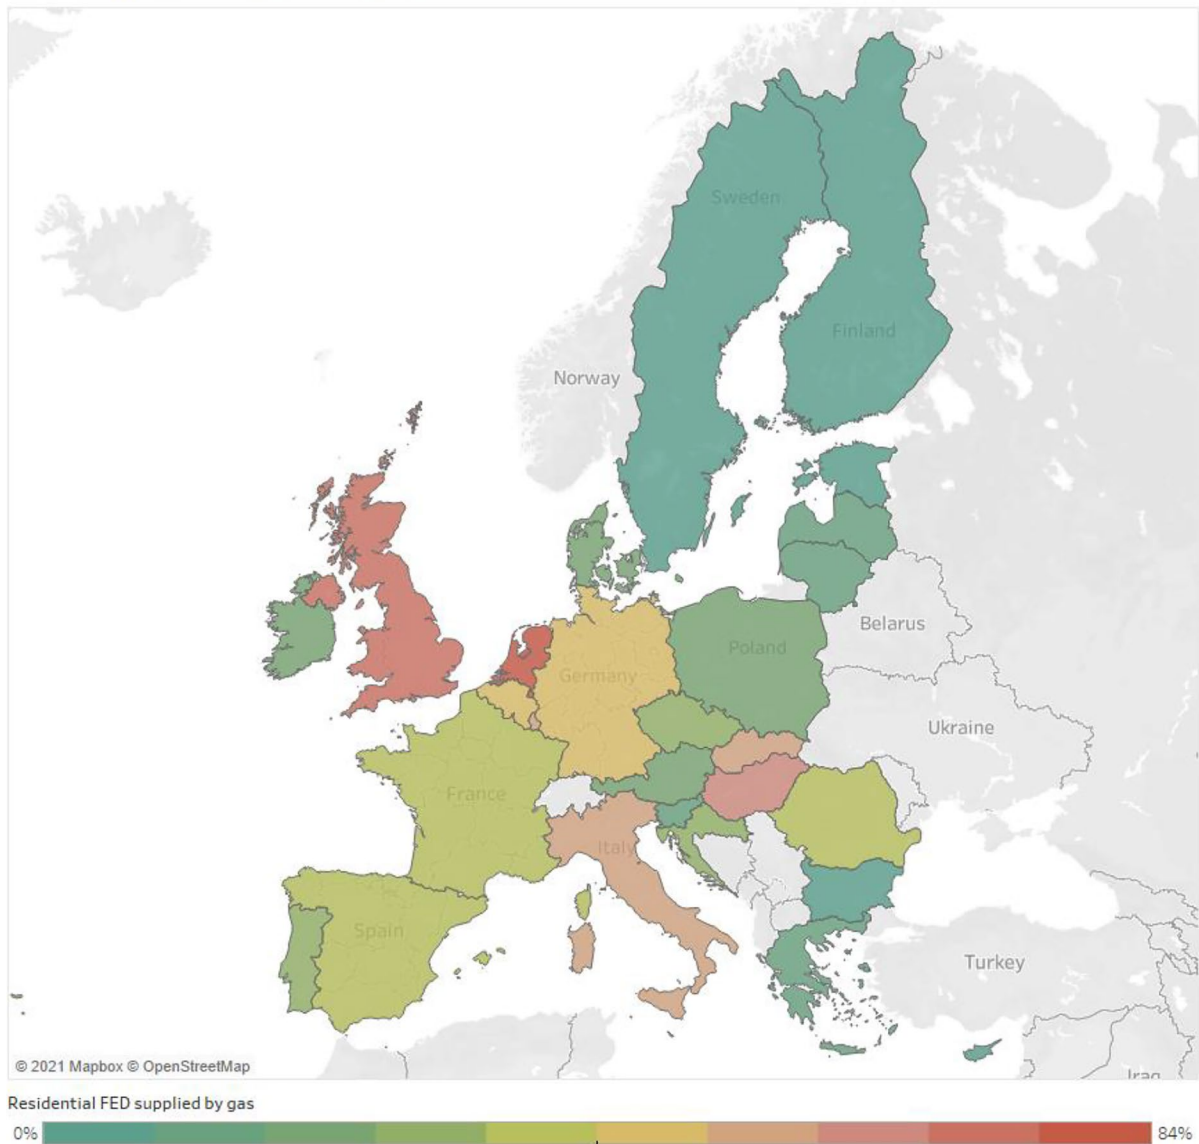 Sweden
Finland
Norway
Belarus
Poland
Germany
Ukraine
France
Italy
Spain
Turkey
© 2021 Mapbox © OpenStreetMap
Iraq
Residential FED supplied by gas
0% 84%